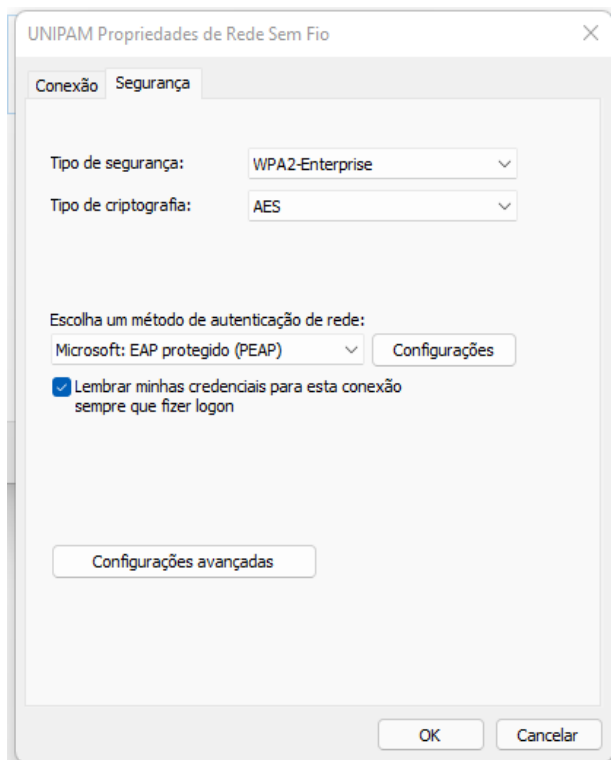 UNIPAM Propriedades de Rede Sem Fio
Conexão
Segurança
Tipo de segurança:
WPA2-Enterprise
Tipo de criptografia:
AES
Escolha um método de autenticação de rede:
Microsoft: EAP protegido (PEAP)
Configurações
Lembrar minhas credenciais para esta conexão
sempre que fizer logon
Configurações avançadas
OK
Cancelar